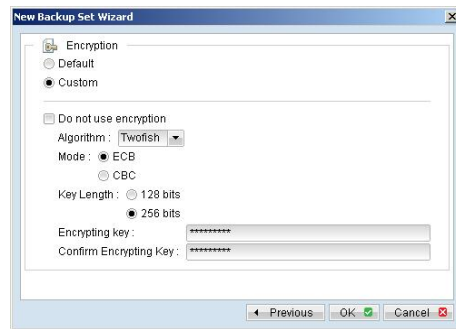 New Backup Set Wizard
Encryption
Default
Custom
Do not use encryption
Algorithm : Twofish
Mode : ECB
CBC
Key Length : 128 bits
256 bits
Encrypting key : *********
Confirm Encrypting Key : *********
Previous OK Cancel